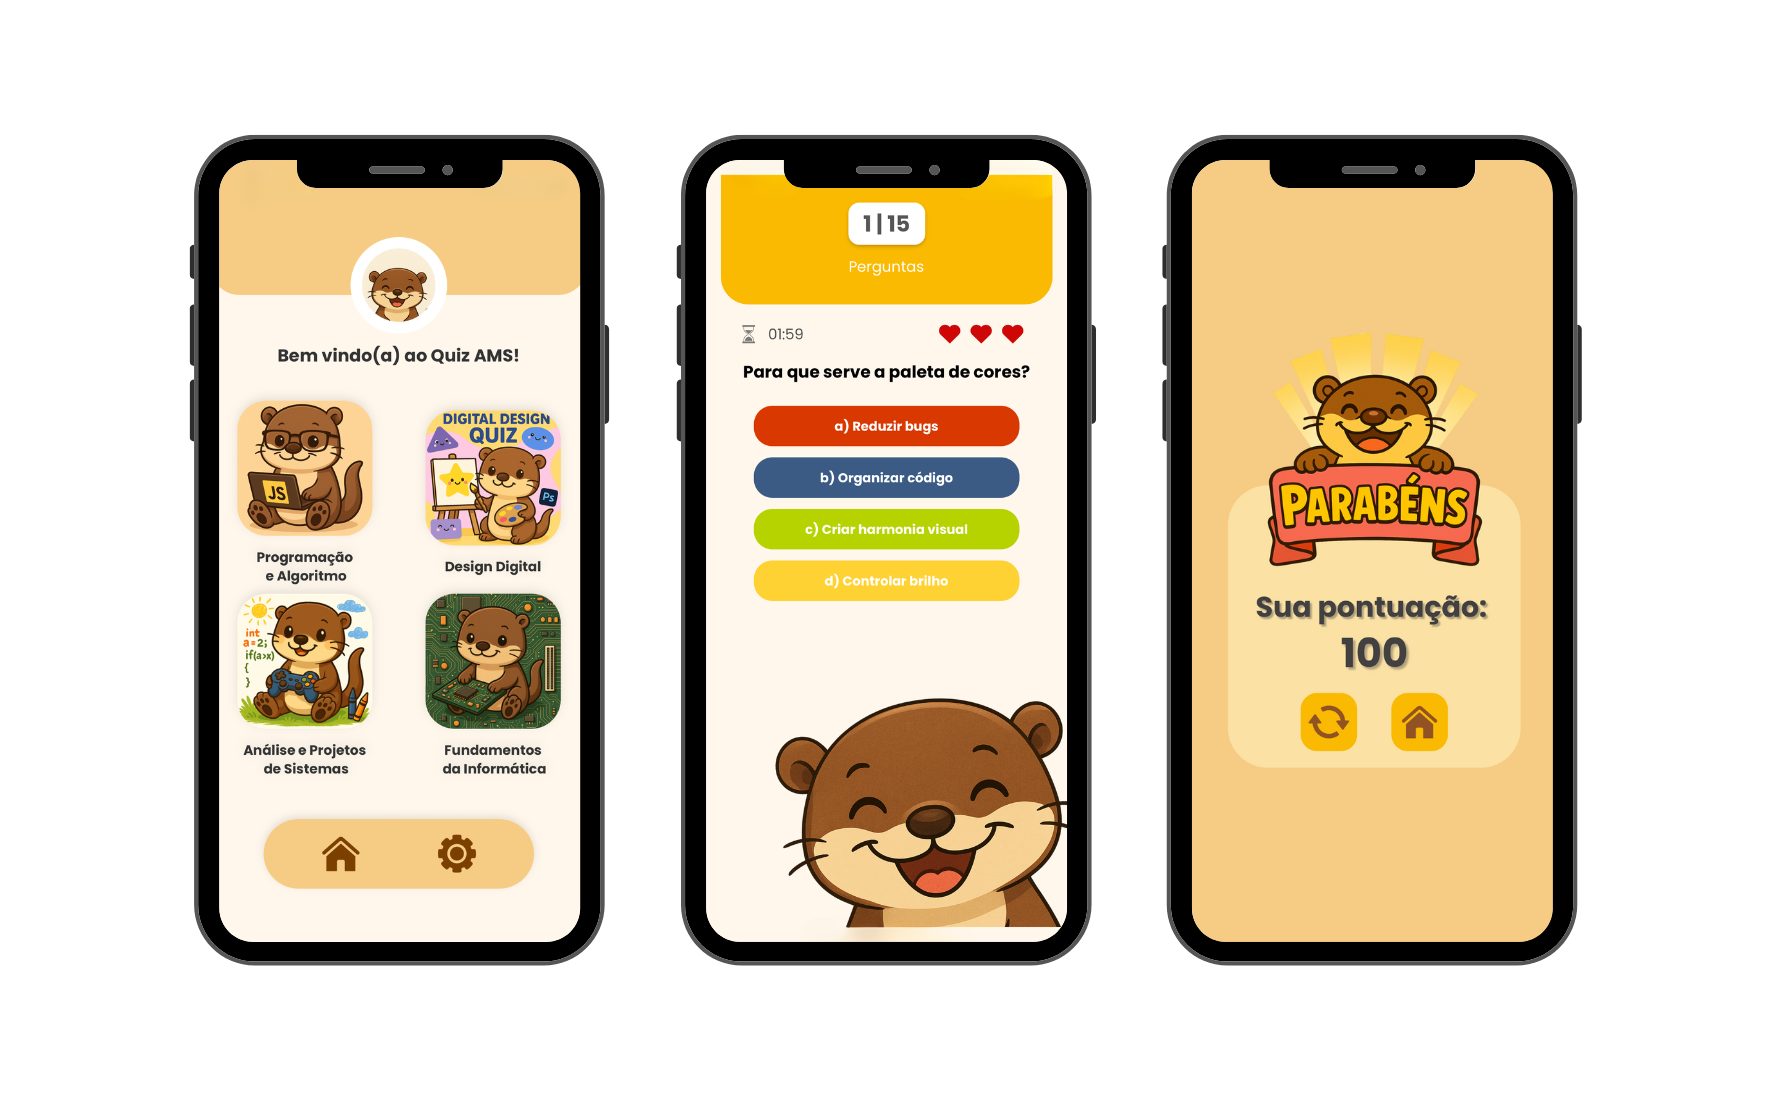 Bem vindo(a) ao Quiz AMS!
JS
DIGITAL DESIGN
QUIZ
Ps
Programação
e Algoritmo
Design Digital
int
a=2;
if(a>x)
{
}
Análise e Projetos
de Sistemas
Fundamentos
da Informática
1 | 15
Perguntas
01:59
Para que serve a paleta de cores?
a) Reduzir bugs
b) Organizar código
c) Criar harmonia visual
d) Controlar brilho
PARABÉNS
Sua pontuação:
100